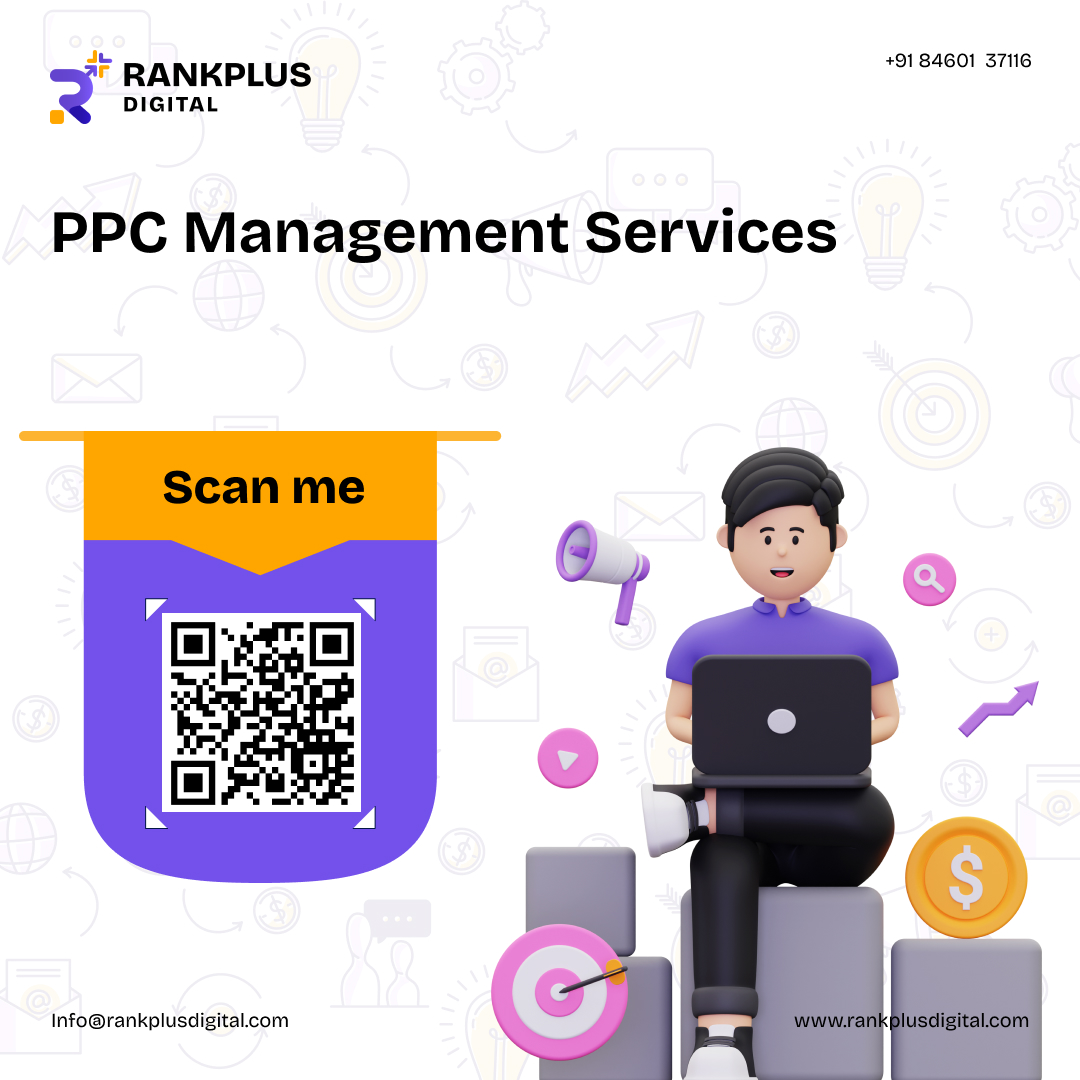 RANKPLUS
DIGITAL
+91 84601 37116
PPC Management Services
Scan me
$
Info@rankplusdigital.com
www.rankplusdigital.com